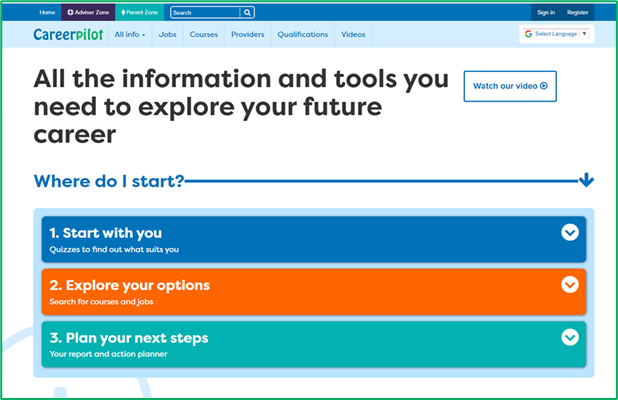 Home Adviser Zone Parent Zone Search Sign in Register
Careerpilot All info Jobs Courses Providers Qualifications Videos G Select Language
All the information and tools you
need to explore your future
career
Watch our video
Where do I start?
1. Start with you
Quizzes to find out what suits you
2. Explore your options
Search for courses and jobs
3. Plan your next steps
Your report and action planner